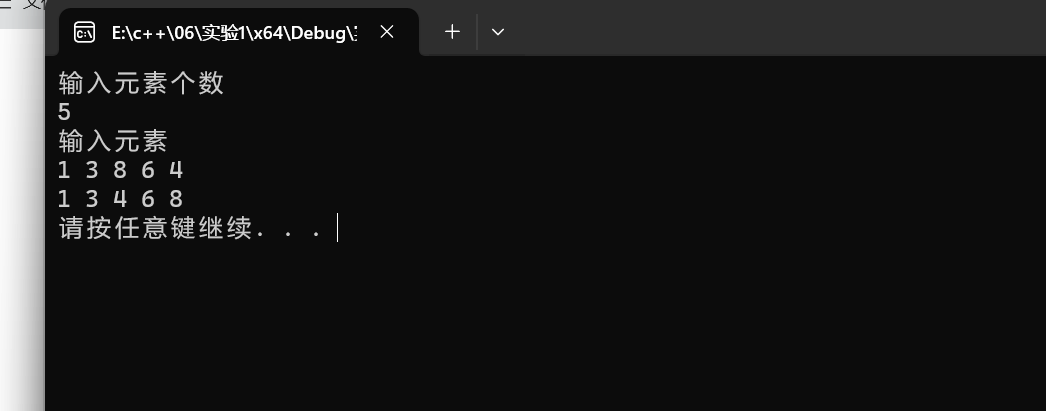 E:\c++\06\实验1\x64\Debug\
输入元素个数
5
输入元素
1 3 8 6 4
1 3 4 6 8
请按任意键继续. . .